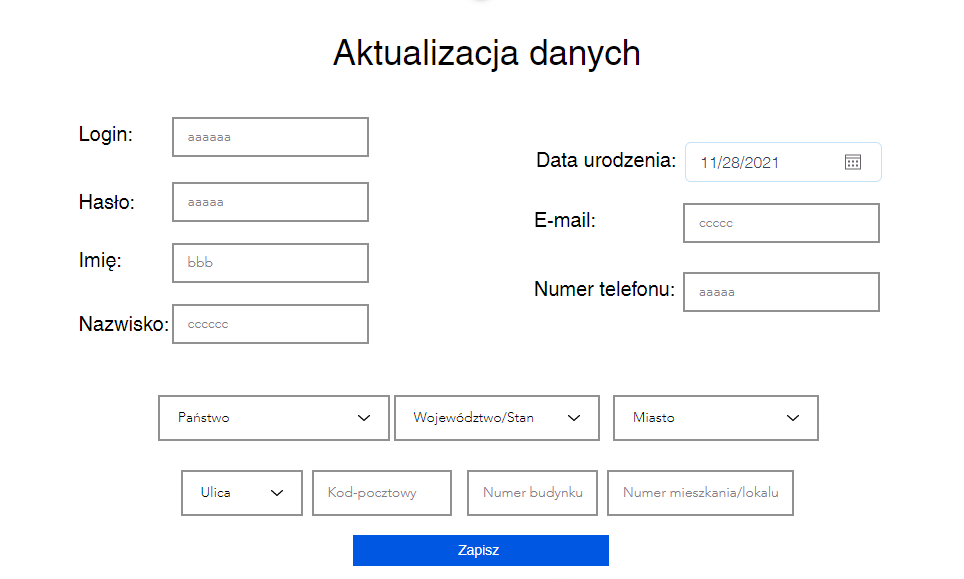 Aktualizacja danych
Login:
aaaaaa
Hasło:
aaaaa
Imię:
bbb
Nazwisko:
cccccc
Data urodzenia:
11/28/2021
E-mail:
ccccc
Numer telefonu:
aaaaa
Państwo
Województwo/Stan
Miasto
Ulica
Kod-pocztowy
Numer budynku
Numer mieszkania/lokalu
Zapisz